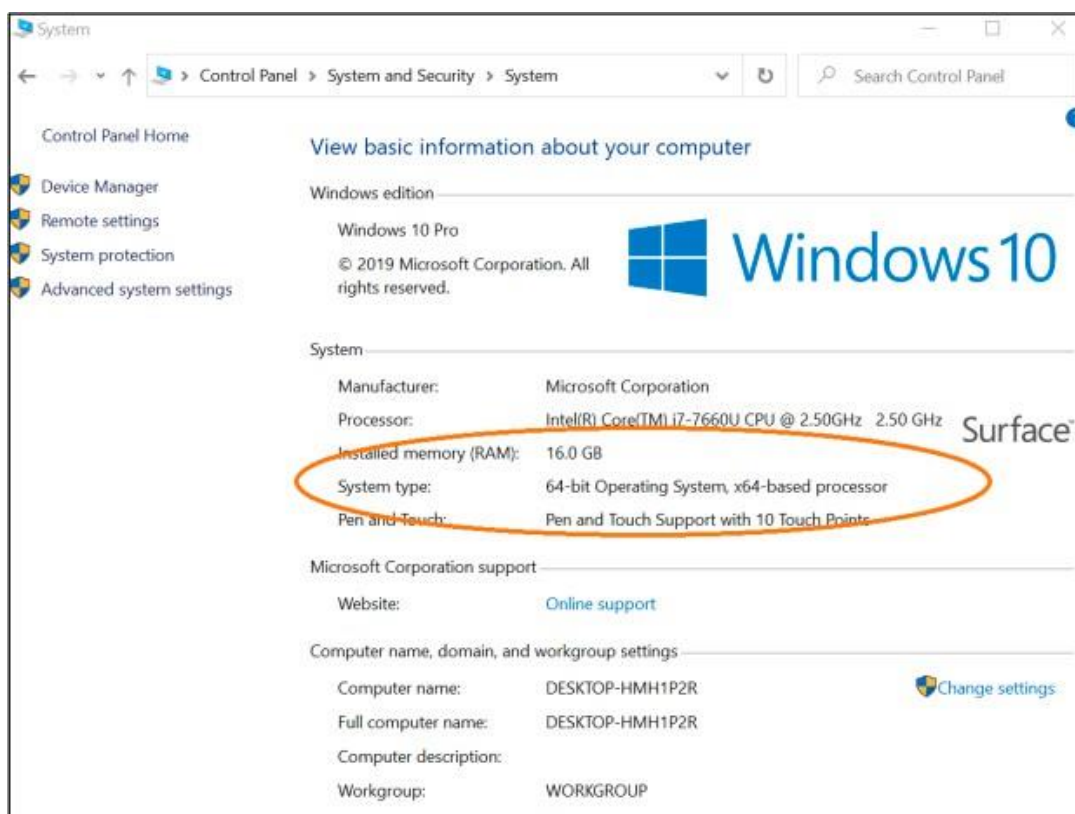 System
Control Panel > System and Security > System
Search Control Panel
Control Panel Home
Device Manager
Remote settings
System protection
Advanced system settings
View basic information about your computer
Windows edition
Windows 10 Pro
© 2019 Microsoft Corporation. All
rights reserved.
Windows 10
System
Manufacturer: Microsoft Corporation
Processor: Intel(R) Core(TM) i7-7660U CPU @ 2.50GHz 2.50 GHz
Installed memory (RAM): 16.0 GB
System type: 64-bit Operating System, x64-based processor
Pen and Touch: Pen and Touch Support with 10 Touch Points
Surface
Microsoft Corporation support
Website: Online support
Computer name, domain, and workgroup settings
Computer name: DESKTOP-HMH1P2R
Change settings
Full computer name: DESKTOP-HMH1P2R
Computer description:
Workgroup: WORKGROUP